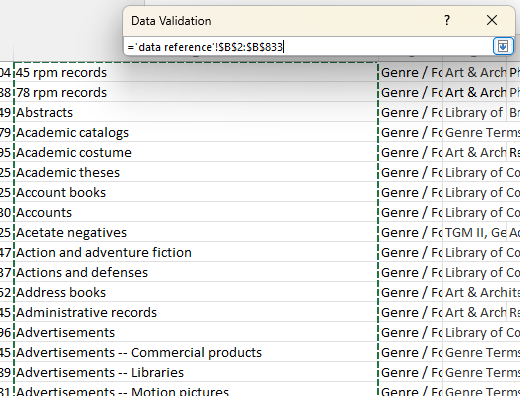 Data Validation ? ×
='data reference'!$B$2:$B$833
04 45 rpm records Genre / Fo Art & Arch Ph
38 78 rpm records Genre / Fo Art & Arch Ph
49 Abstracts Genre / Fo Library of Br
79 Academic catalogs Genre / Fo Genre Terms
95 Academic costume Genre / Fo Art & Arch Ra
25 Academic theses Genre / Fo Library of Co
25 Account books Genre / Fo Library of Co
30 Accounts Genre / Fo Library of Co
25 Acetate negatives Genre / Fo TGM II, Ge Ac
47 Action and adventure fiction Genre / Fo Library of Co
37 Actions and defenses Genre / Fo Library of Co
52 Address books Genre / Fo Art & Archit
45 Administrative records Genre / Fo Art & Arch Re
96 Advertisements Genre / Fo Library of Co
45 Advertisements -- Commercial products Genre / Fo Genre Terms
39 Advertisements -- Libraries Genre / Fo Genre Terms
31 Advertisements -- Motion pictures Genre / Fo Genre Terms